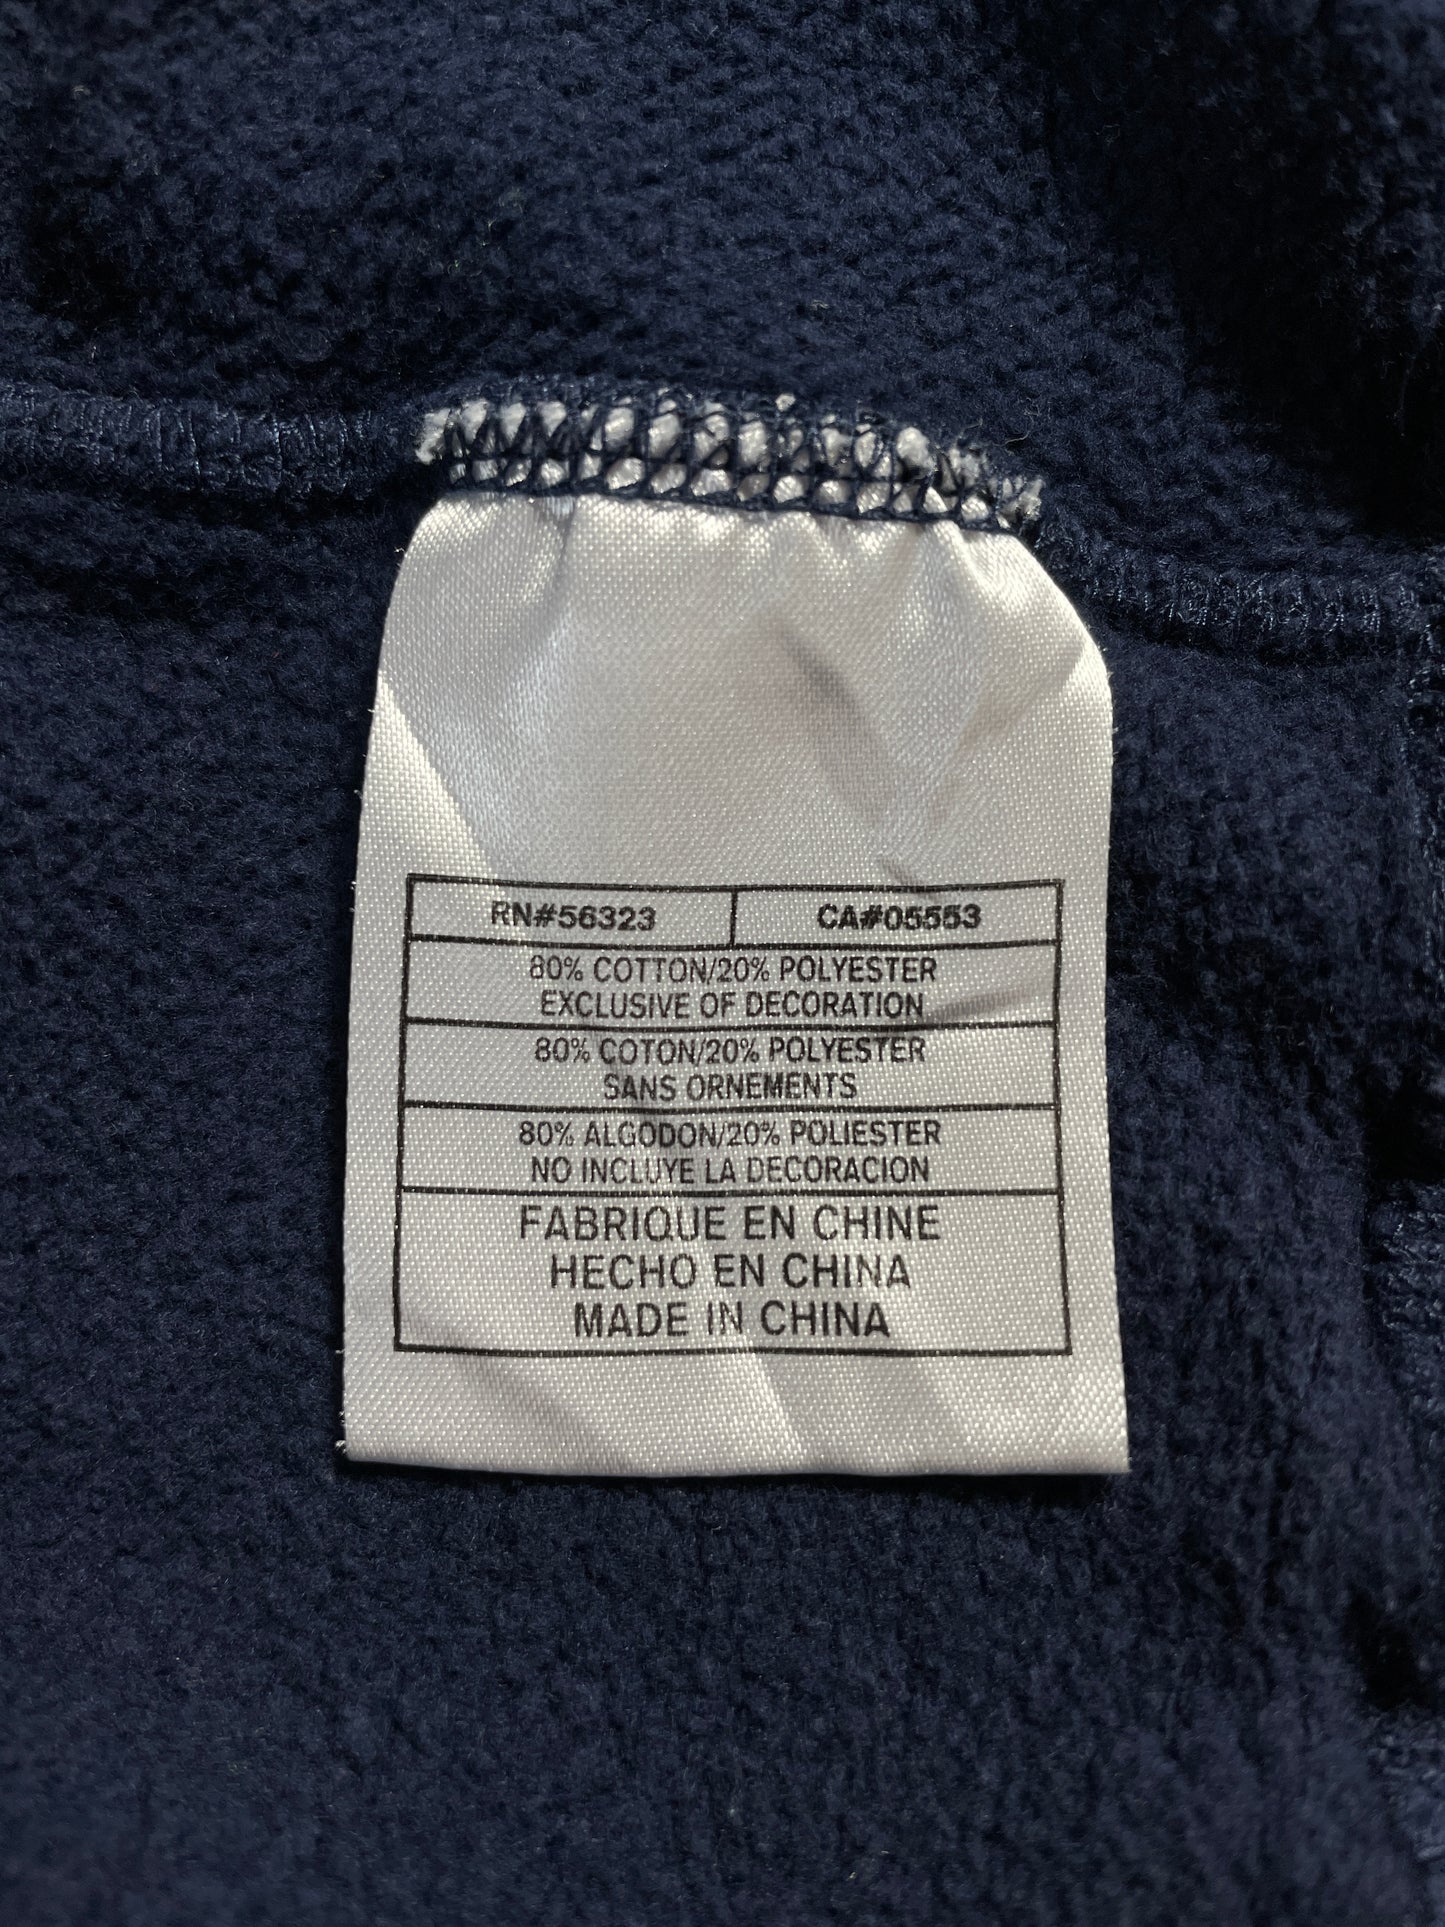 RN#56323 CA#05553
80% COTTON/20% POLYESTER
EXCLUSIVE OF DECORATION
80% COTON/20% POLYESTER
SANS ORNEMENTS
80% ALGODON/20% POLIESTER
NO INCLUYE LA DECORACION
FABRIQUE EN CHINE
HECHO EN CHINA
MADE IN CHINA